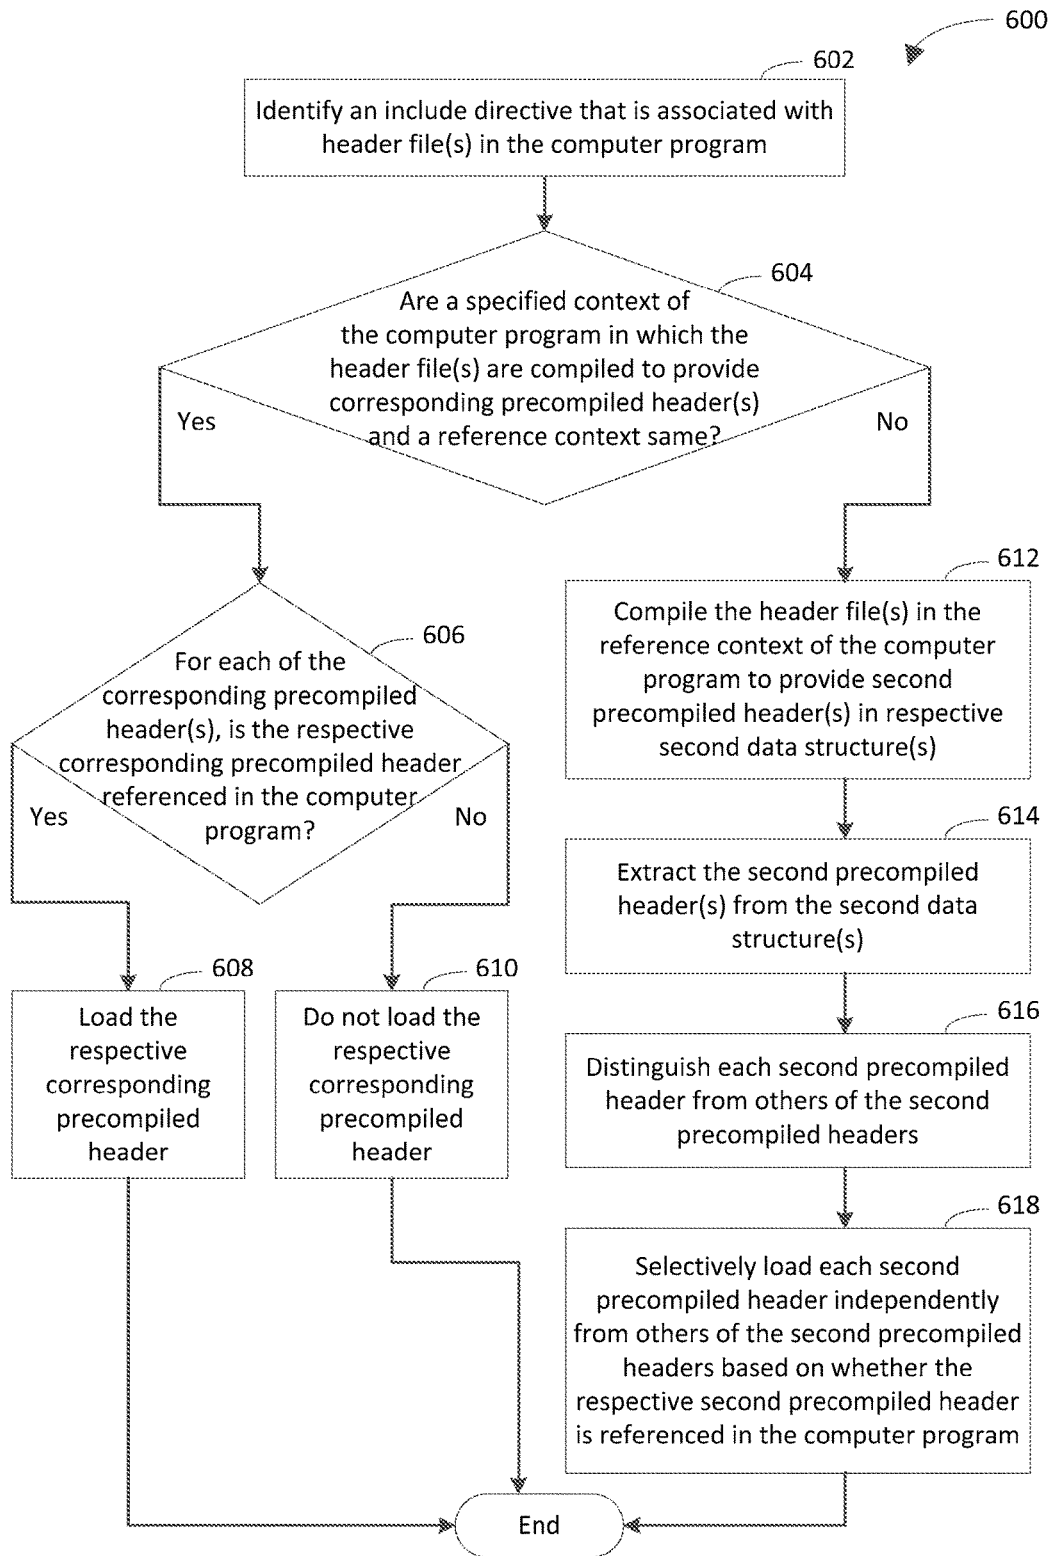 600
602
Identify an include directive that is associated with
header file(s) in the computer program
604
Are a specified context of
the computer program in which the
header file(s) are compiled to provide
corresponding precompiled header(s)
and a reference context same?
Yes
No
606
For each of the
corresponding precompiled
header(s), is the respective
corresponding precompiled header
referenced in the computer
program?
Yes
No
608
Load the
respective
corresponding
precompiled
header
610
Do not load the
respective
corresponding
precompiled
header
612
Compile the header file(s) in the
reference context of the computer
program to provide second
precompiled header(s) in respective
second data structure(s)
614
Extract the second precompiled
header(s) from the second data
structure(s)
616
Distinguish each second precompiled
header from others of the second
precompiled headers
618
Selectively load each second
precompiled header independently
from others of the second precompiled
headers based on whether the
respective second precompiled header
is referenced in the computer program
End